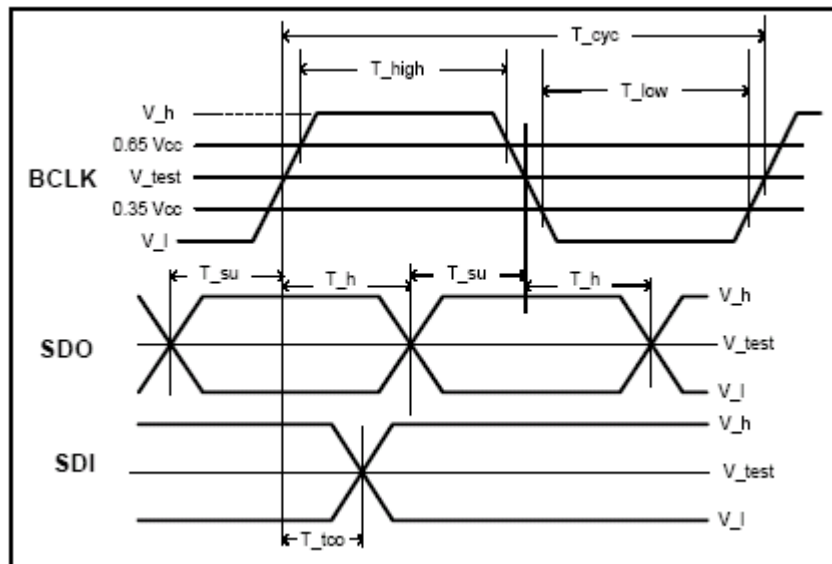 T_cyc
T_high
T_low
V_h
0.65 Vcc
BCLK
V_test
0.35 Vcc
V_l
T_su
T_h
T_su
T_h
V_h
SDO
V_test
V_l
V_h
SDI
V_test
V_l
T_tco